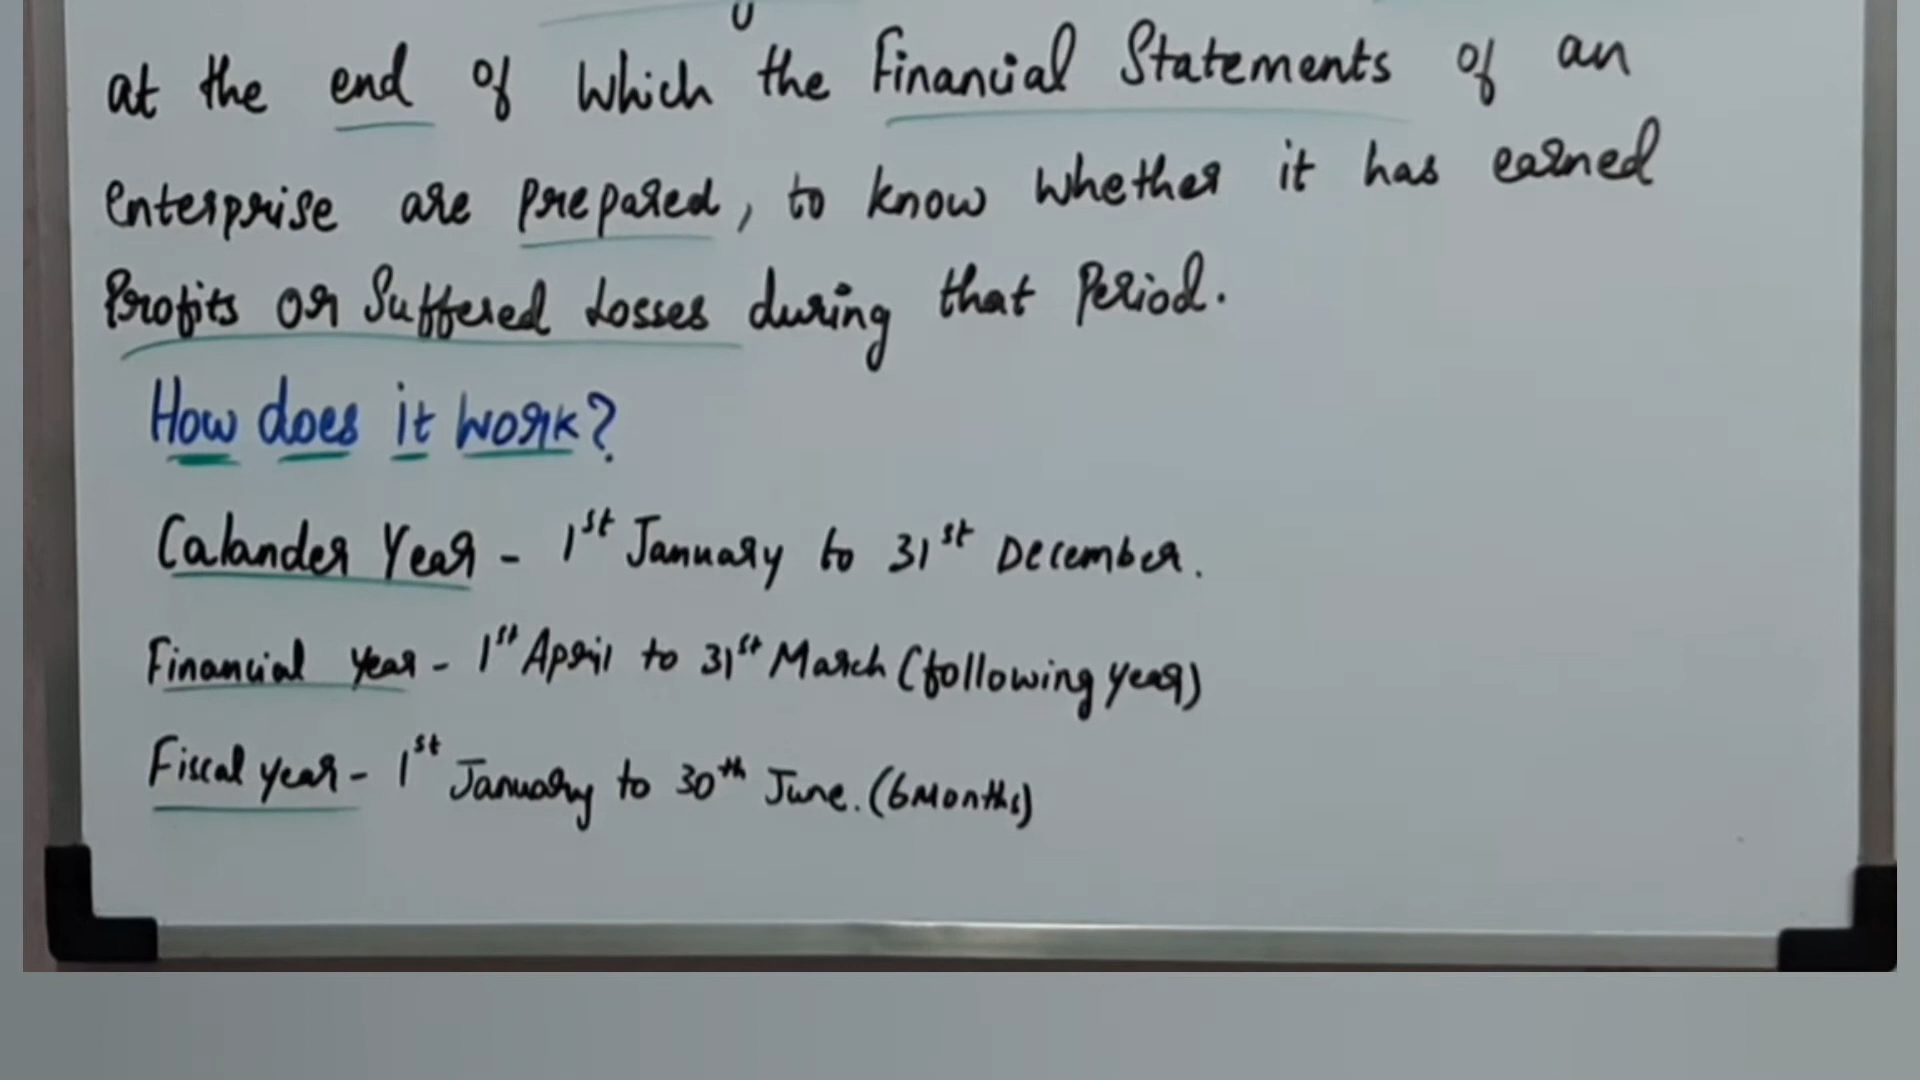 at the end of which the Financial Statements of an
enterprise are prepared, to know whether it has earned
Profits or Suffered Losses during that Period.
How does it work?
Calander Year - 1st January to 31st December.
Financial year - 1st April to 31st March (following year)
Fiscal year - 1st January to 30th June. (6 Months)